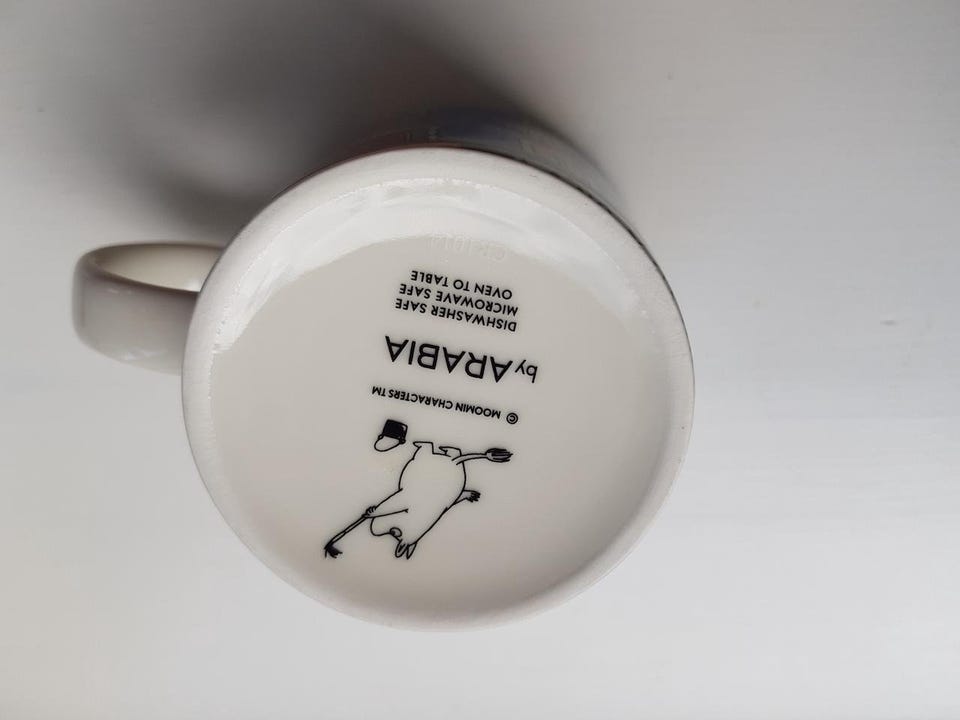 © MOOMIN CHARACTERS TM
by ARABIA
DISHWASHER SAFE
MICROWAVE SAFE
OVEN TO TABLE